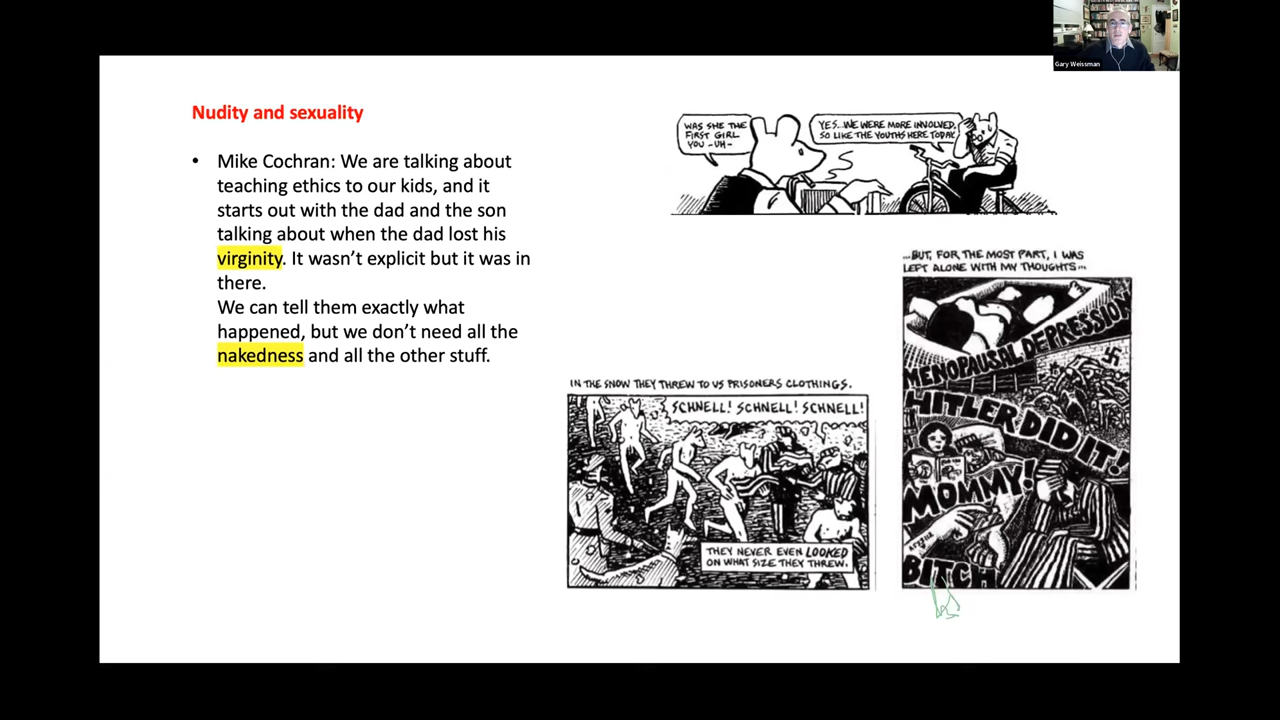 Gary Weissman
Nudity and sexuality
• Mike Cochran: We are talking about
teaching ethics to our kids, and it
starts out with the dad and the son
talking about when the dad lost his
virginity. It wasn’t explicit but it was in
there.
We can tell them exactly what
happened, but we don’t need all the
nakedness and all the other stuff.
WAS SHE THE
FIRST GIRL
YOU -UH-
YES..WE WERE MORE INVOLVED,
SO LIKE THE YOUTHS HERE TODAY.
IN THE SNOW THEY THREW TO US PRISONERS CLOTHINGS.
SCHNELL! SCHNELL! SCHNELL!
THEY NEVER EVEN LOOKED
ON WHAT SIZE THEY THREW.
...BUT, FOR THE MOST PART, I WAS
LEFT ALONE WITH MY THOUGHTS...
MENOPAUSAL DEPRESSION
HITLER DID IT!
MOMMY!
BITCH